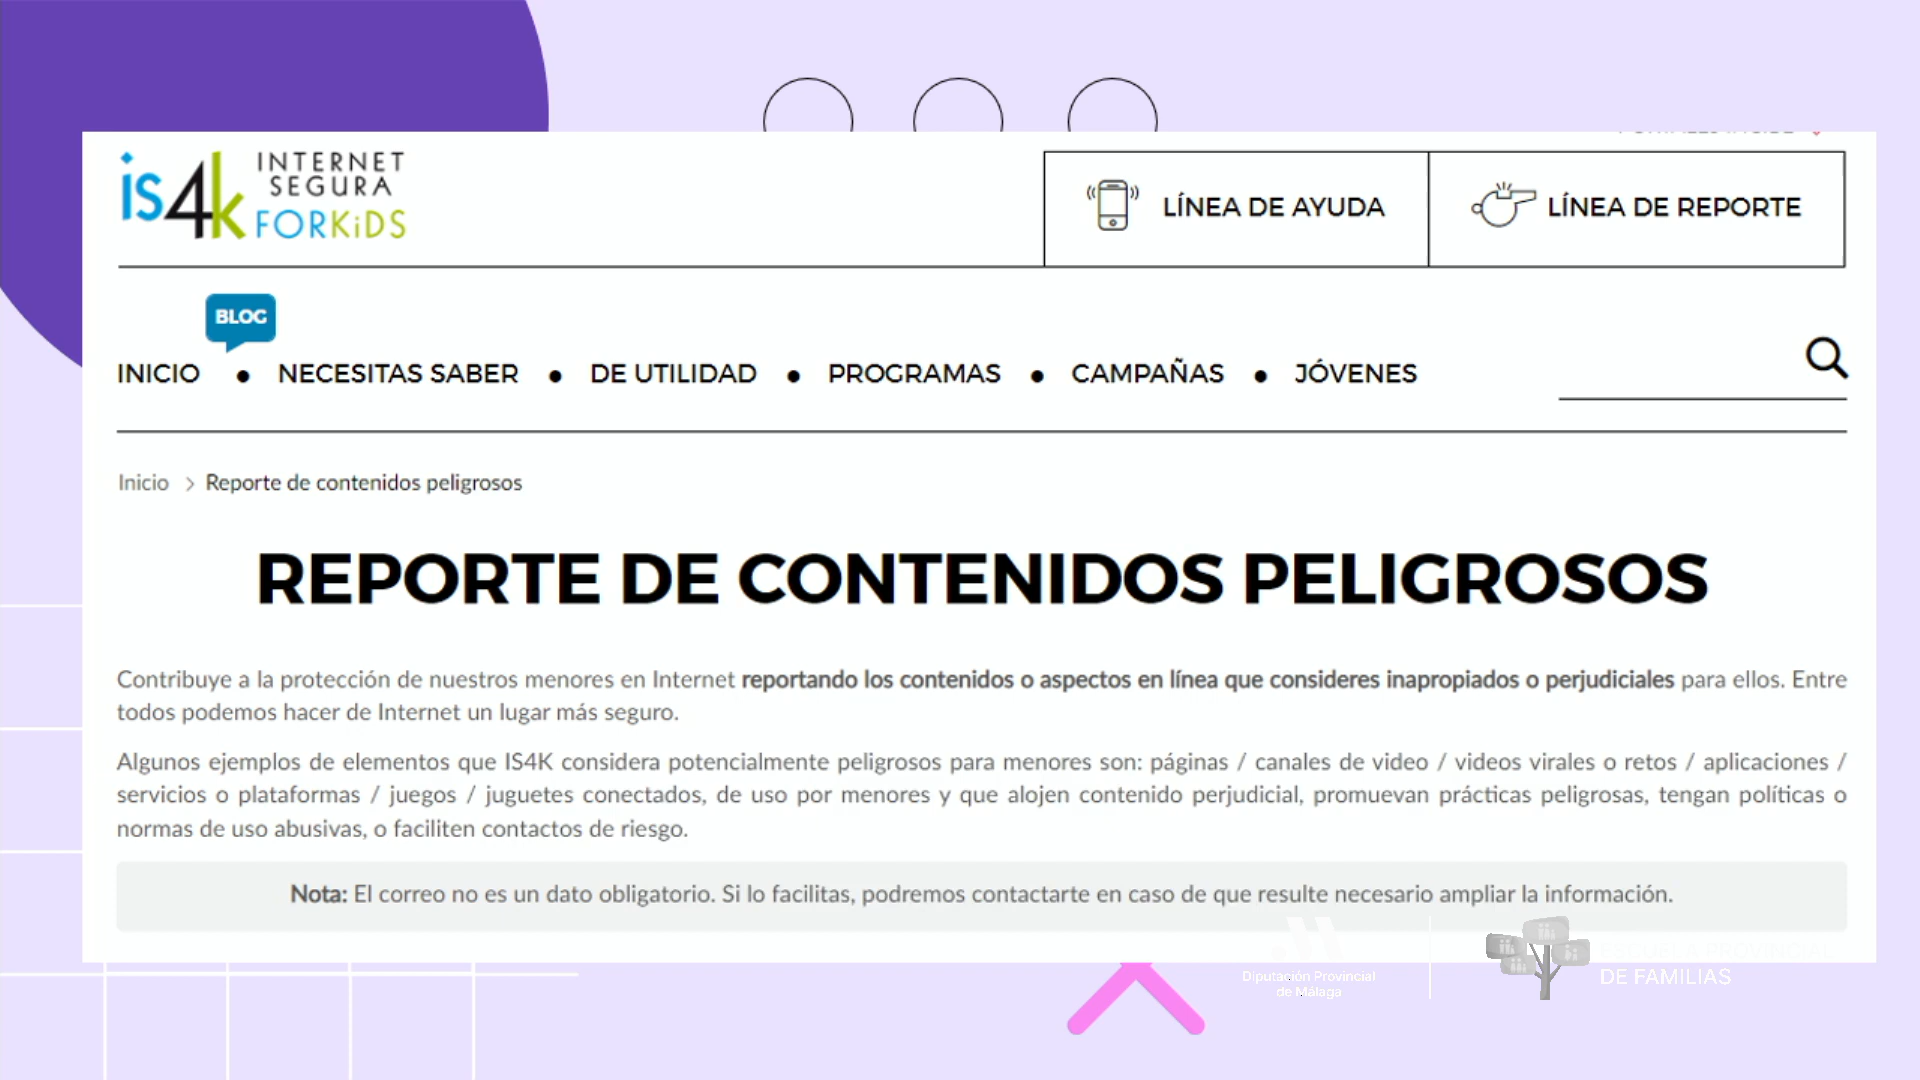 is4k INTERNET
SEGURA
FORKiDS
LÍNEA DE AYUDA
LÍNEA DE REPORTE
BLOG
INICIO • NECESITAS SABER • DE UTILIDAD • PROGRAMAS • CAMPAÑAS • JÓVENES
Inicio > Reporte de contenidos peligrosos
REPORTE DE CONTENIDOS PELIGROSOS
Contribuye a la protección de nuestros menores en Internet reportando los contenidos o aspectos en línea que consideres inapropiados o perjudiciales para ellos. Entre
todos podemos hacer de Internet un lugar más seguro.
Algunos ejemplos de elementos que IS4K considera potencialmente peligrosos para menores son: páginas / canales de video / videos virales o retos / aplicaciones /
servicios o plataformas / juegos / juguetes conectados, de uso por menores y que alojen contenido perjudicial, promuevan prácticas peligrosas, tengan políticas o
normas de uso abusivas, o faciliten contactos de riesgo.
Nota: El correo no es un dato obligatorio. Si lo facilitas, podremos contactarte en caso de que resulte necesario ampliar la información.
Diputación Provincial
de Málaga
DE FAMILIAS